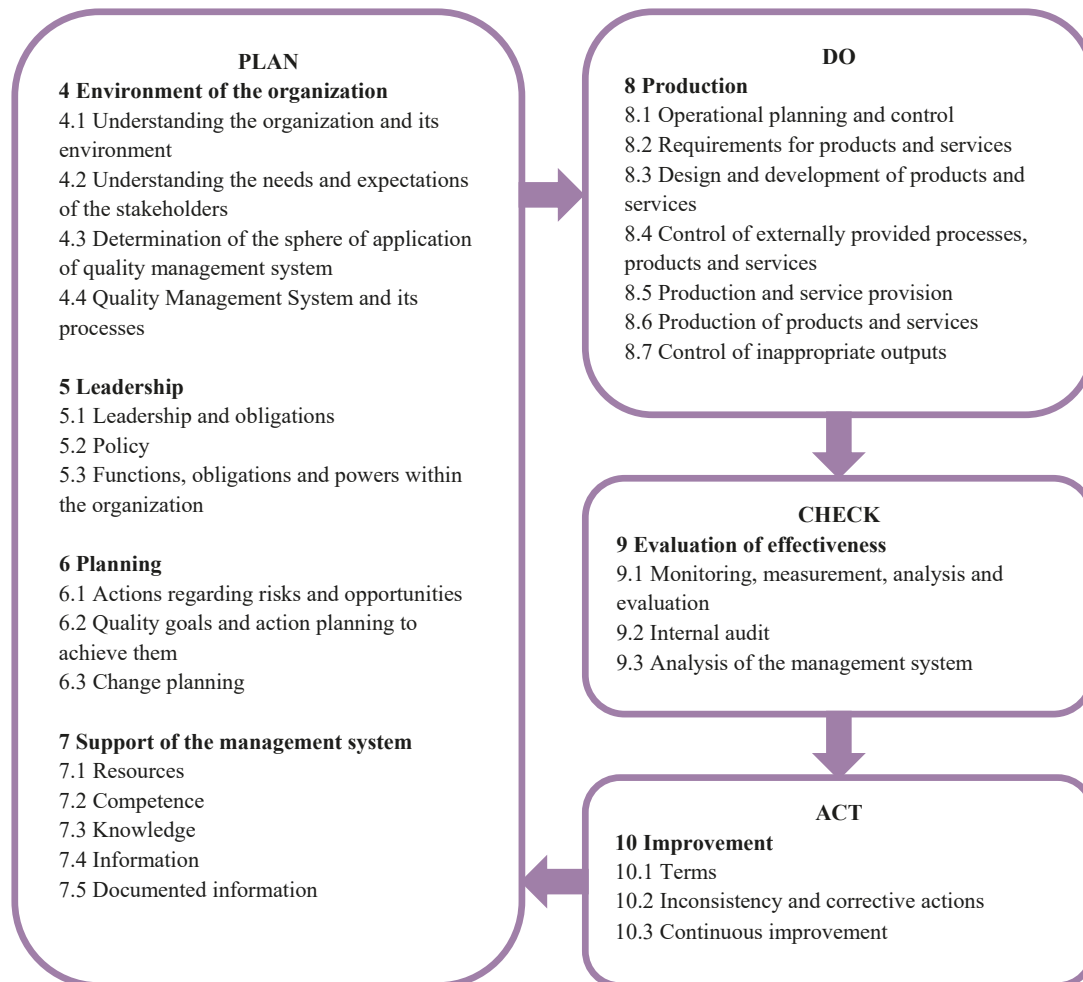 PLAN
4 Environment of the organization
4.1 Understanding the organization and its
environment
4.2 Understanding the needs and expectations
of the stakeholders
4.3 Determination of the sphere of application
of quality management system
4.4 Quality Management System and its
processes
5 Leadership
5.1 Leadership and obligations
5.2 Policy
5.3 Functions, obligations and powers within
the organization
6 Planning
6.1 Actions regarding risks and opportunities
6.2 Quality goals and action planning to
achieve them
6.3 Change planning
7 Support of the management system
7.1 Resources
7.2 Competence
7.3 Knowledge
7.4 Information
7.5 Documented information
DO
8 Production
8.1 Operational planning and control
8.2 Requirements for products and services
8.3 Design and development of products and
services
8.4 Control of externally provided processes,
products and services
8.5 Production and service provision
8.6 Production of products and services
8.7 Control of inappropriate outputs
CHECK
9 Evaluation of effectiveness
9.1 Monitoring, measurement, analysis and
evaluation
9.2 Internal audit
9.3 Analysis of the management system
ACT
10 Improvement
10.1 Terms
10.2 Inconsistency and corrective actions
10.3 Continuous improvement